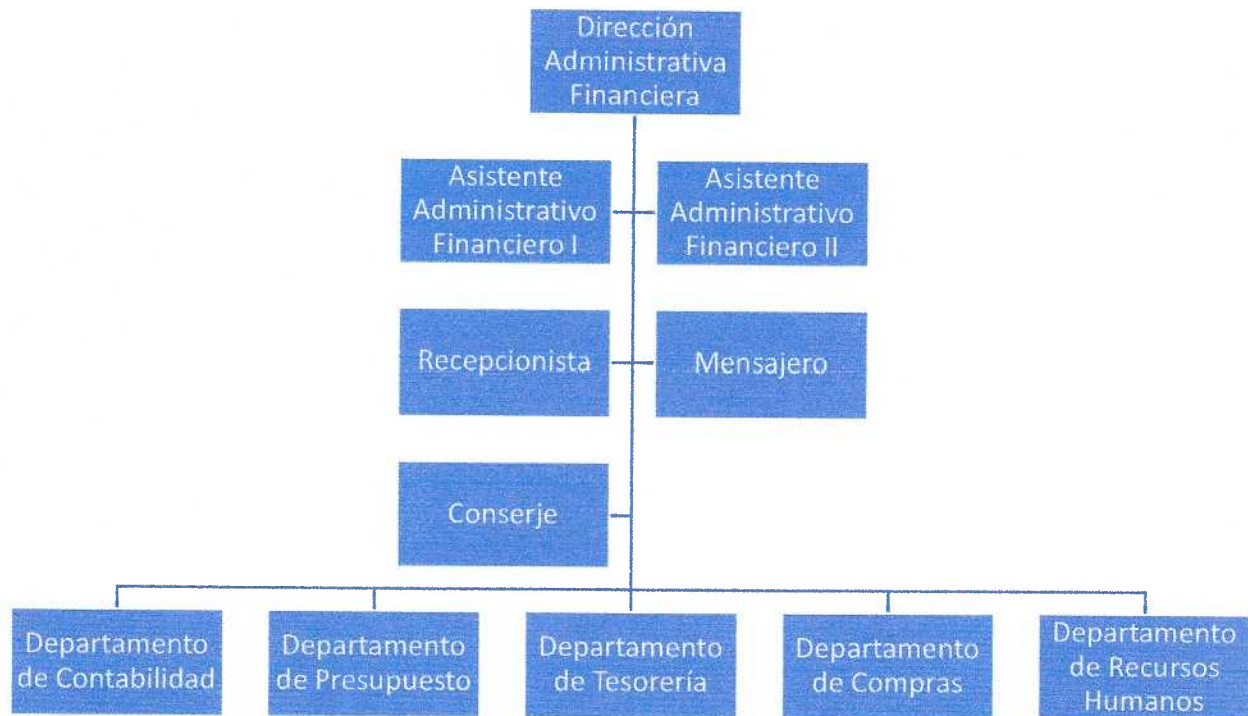 Dirección
Administrativa
Financiera
Asistente
Administrativo
Financiero I
Asistente
Administrativo
Financiero II
Recepcionista
Mensajero
Conserje
Departamento
de Contabilidad
Departamento
de Presupuesto
Departamento
de Tesorería
Departamento
de Compras
Departamento
de Recursos
Humanos